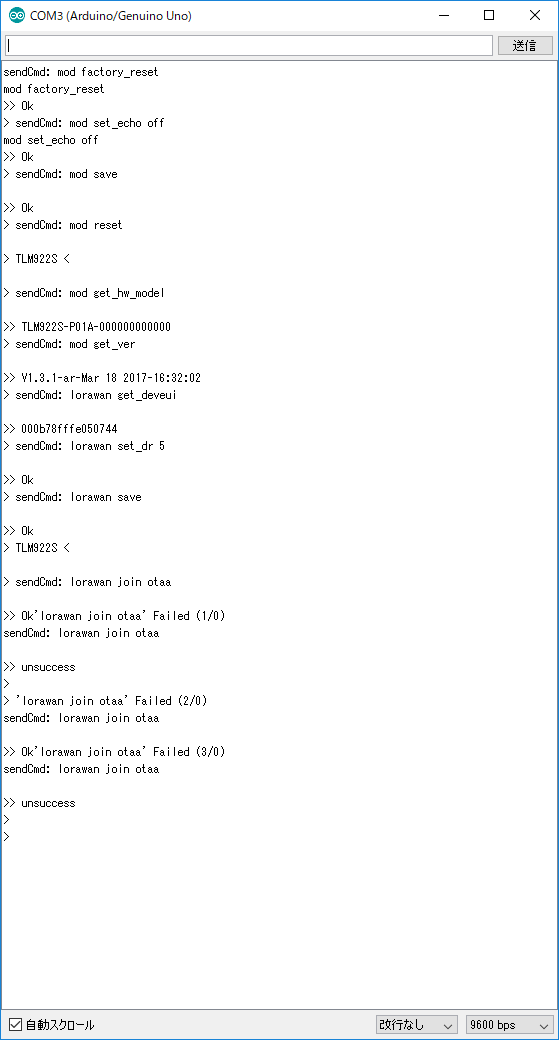 COM3 (Arduino/Genuino Uno)
送信
sendCmd: mod factory_reset
mod factory_reset
>> Ok
> sendCmd: mod set_echo off
mod set_echo off
>> Ok
> sendCmd: mod save
>> Ok
> sendCmd: mod reset
> TLM922S <
> sendCmd: mod get_hw_model
>> TLM922S-P01A-000000000000
> sendCmd: mod get_ver
>> V1.3.1-ar-Mar 18 2017-16:32:02
> sendCmd: lorawan get_deveui
>> 000b78fffe050744
> sendCmd: lorawan set_dr 5
>> Ok
> sendCmd: lorawan save
>> Ok
> TLM922S <
> sendCmd: lorawan join otaa
>> Ok'lorawan join otaa' Failed (1/0)
sendCmd: lorawan join otaa
>> unsuccess
>
> 'lorawan join otaa' Failed (2/0)
sendCmd: lorawan join otaa
>> Ok'lorawan join otaa' Failed (3/0)
sendCmd: lorawan join otaa
>> unsuccess
>
>
自動スクロール
改行なし
9600 bps